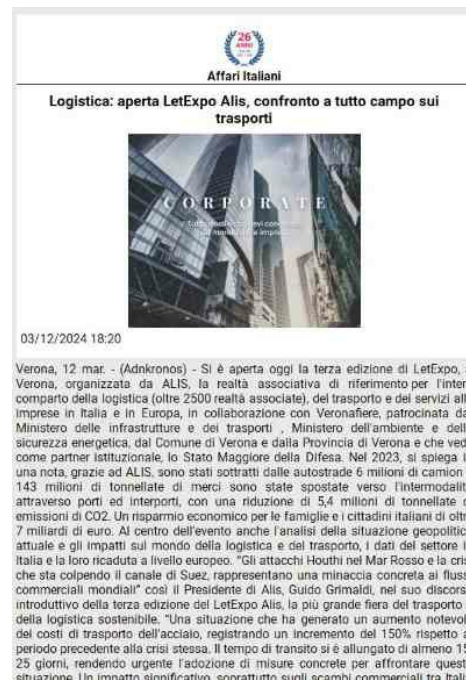 26
ANNI
Affari Italiani
Logistica: aperta LetExpo Alis, confronto a tutto campo sui
trasporti
CORPORATE
03/12/2024 18:20
Verona, 12 mar. - (Adnkronos) - Si è aperta oggi la terza edizione di LetExpo,
Verona, organizzata da ALIS, la realtà associativa di riferimento per l'inter
comparto della logistica (oltre 2500 realtà associate), del trasporto e dei servizi all
imprese in Italia e in Europa, in collaborazione con Veronafiere, patrocinata da
Ministero delle infrastrutture e dei trasporti , Ministero dell'ambiente e dell
sicurezza energetica, dal Comune di Verona e dalla Provincia di Verona e che ved
come partner istituzionale, lo Stato Maggiore della Difesa. Nel 2023, si spiega i
una nota, grazie ad ALIS, sono stati sottratti dalle autostrade 6 milioni di camion
143 milioni di tonnellate di merci sono state spostate verso l'intermodalit
attraverso porti ed interporti, con una riduzione di 5,4 milioni di tonnellate
emissioni di CO2. Un risparmio economico per le famiglie e i cittadini italiani di oltr
7 miliardi di euro. Al centro dell'evento anche l'analisi della situazione geopolitic
attuale e gli impatti sul mondo della logistica e del trasporto, i dati del settore i
Italia e la loro ricaduta a livello europeo. "Gli attacchi Houthi nel Mar Rosso e la cris
che sta colpendo il canale di Suez, rappresentano una minaccia concreta ai fluss
commerciali mondiali" così il Presidente di Alis, Guido Grimaldi, nel suo discors
introduttivo della terza edizione del LetExpo Alis, la più grande fiera del trasporto
della logistica sostenibile. "Una situazione che ha generato un aumento notevol
dei costi di trasporto dell'acciaio, registrando un incremento del 150% rispetto a
periodo precedente alla crisi stessa. Il tempo di transito si è allungato di almeno 15
25 giorni, rendendo urgente l'adozione di misure concrete per affrontare quest
situazione. Un impatto significativo, soprattutto sugli scambi commerciali tra Itali